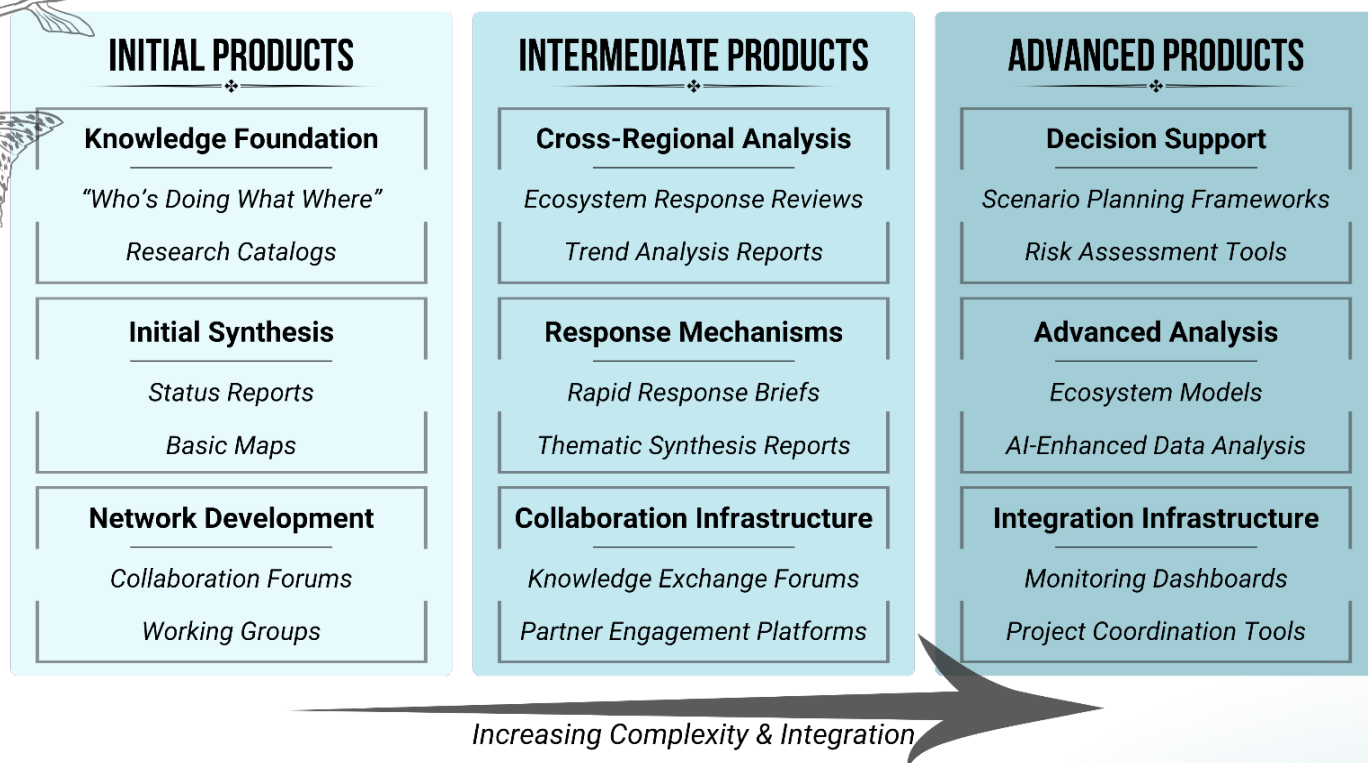 INITIAL PRODUCTS
Knowledge Foundation
“Who’s Doing What Where”
Research Catalogs
Initial Synthesis
Status Reports
Basic Maps
Network Development
Collaboration Forums
Working Groups
INTERMEDIATE PRODUCTS
Cross-Regional Analysis
Ecosystem Response Reviews
Trend Analysis Reports
Response Mechanisms
Rapid Response Briefs
Thematic Synthesis Reports
Collaboration Infrastructure
Knowledge Exchange Forums
Partner Engagement Platforms
ADVANCED PRODUCTS
Decision Support
Scenario Planning Frameworks
Risk Assessment Tools
Advanced Analysis
Ecosystem Models
AI-Enhanced Data Analysis
Integration Infrastructure
Monitoring Dashboards
Project Coordination Tools
Increasing Complexity & Integration